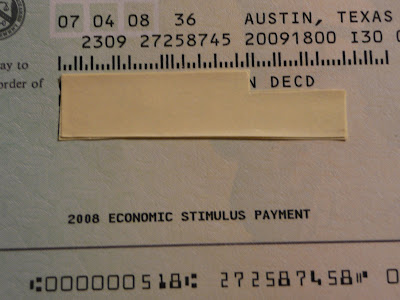 07 04 08 36 AUSTIN, TEXAS
2309 27258745 20091800 I30
ay to
order of
N DECD
2008 ECONOMIC STIMULUS PAYMENT
⑆000000518⑆ 272587458⑈